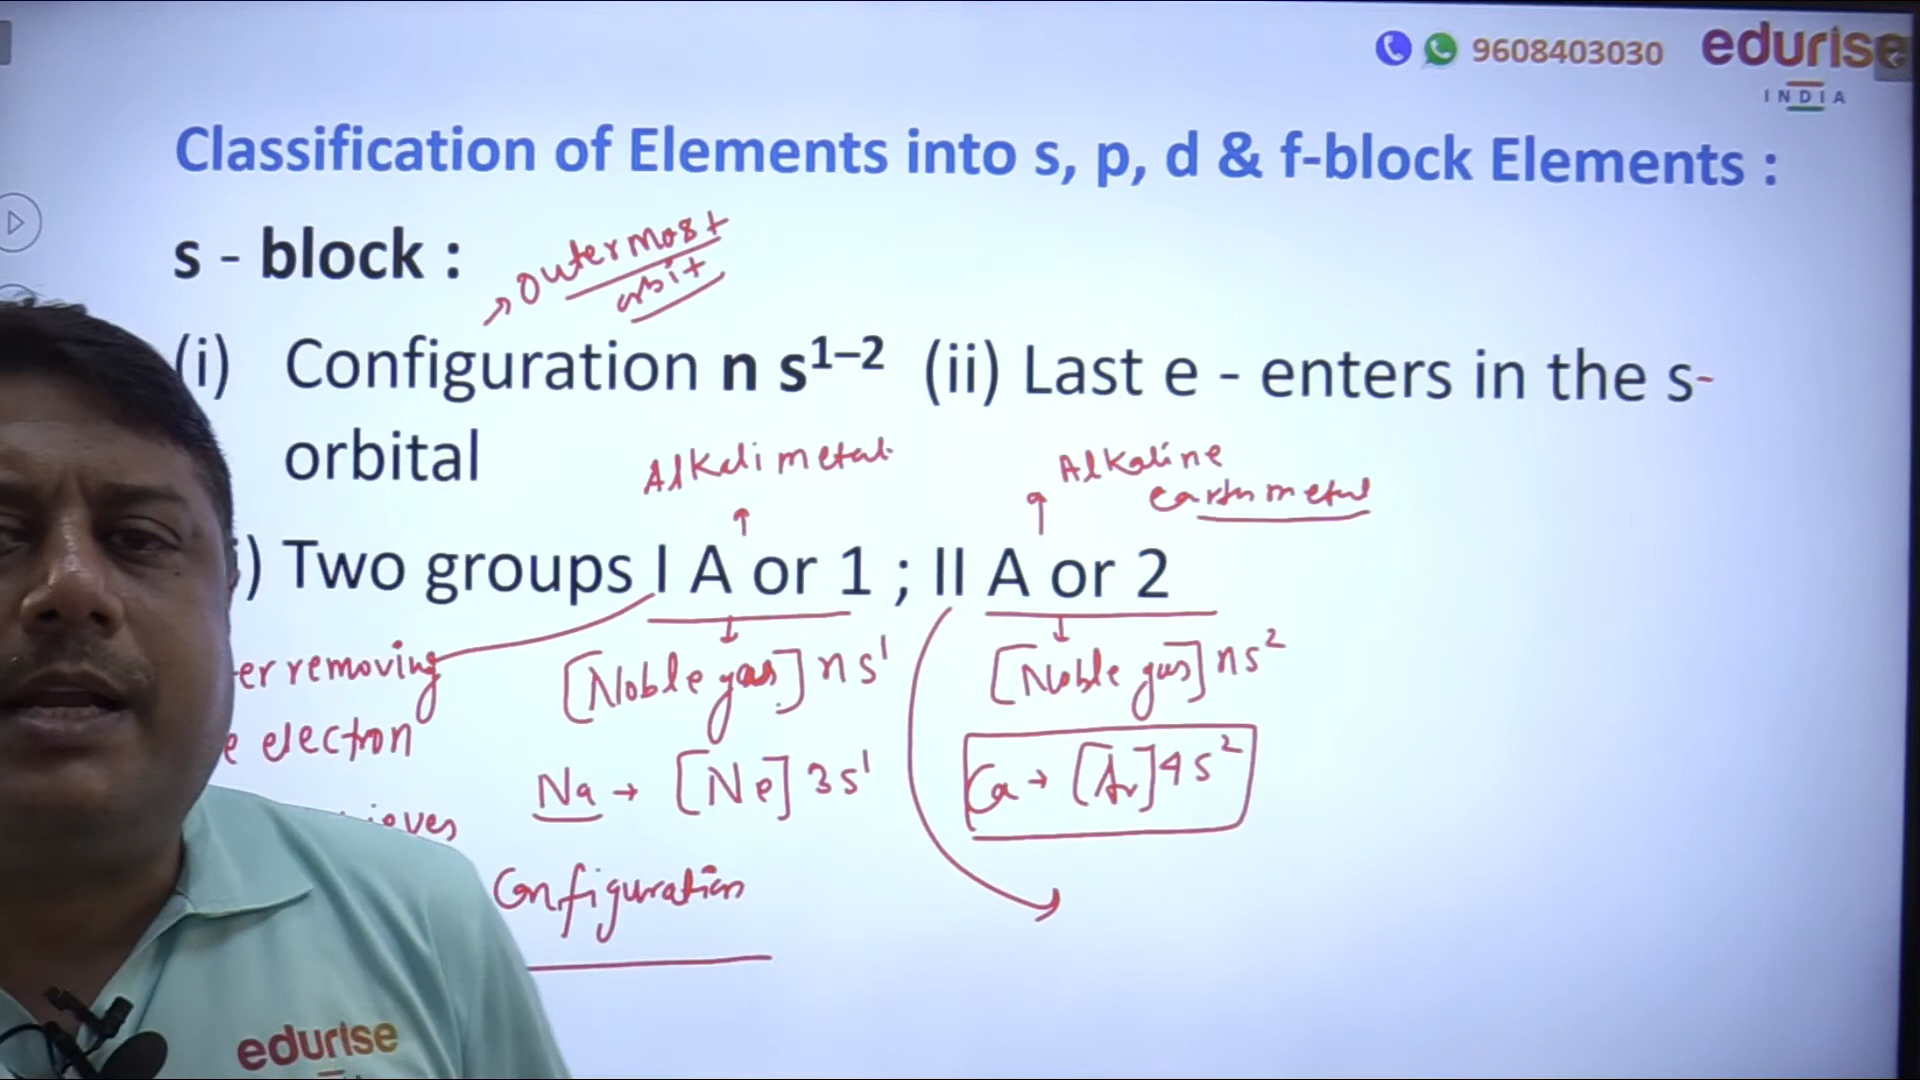 9608403030 edurise
INDIA
Classification of Elements into s, p, d & f-block Elements :
s - block :
outermost
orbit
(i) Configuration n s¹⁻² (ii) Last e - enters in the s-
orbital
Alkali metal
Alkaline
earth metal
) Two groups I A or 1 ; II A or 2
er removing
[Noble gas] ns¹
[Noble gas] ns²
e electron
Na → [Ne] 3s¹
Ca → [Ar] 4s²
ieves
Configuration
edurise